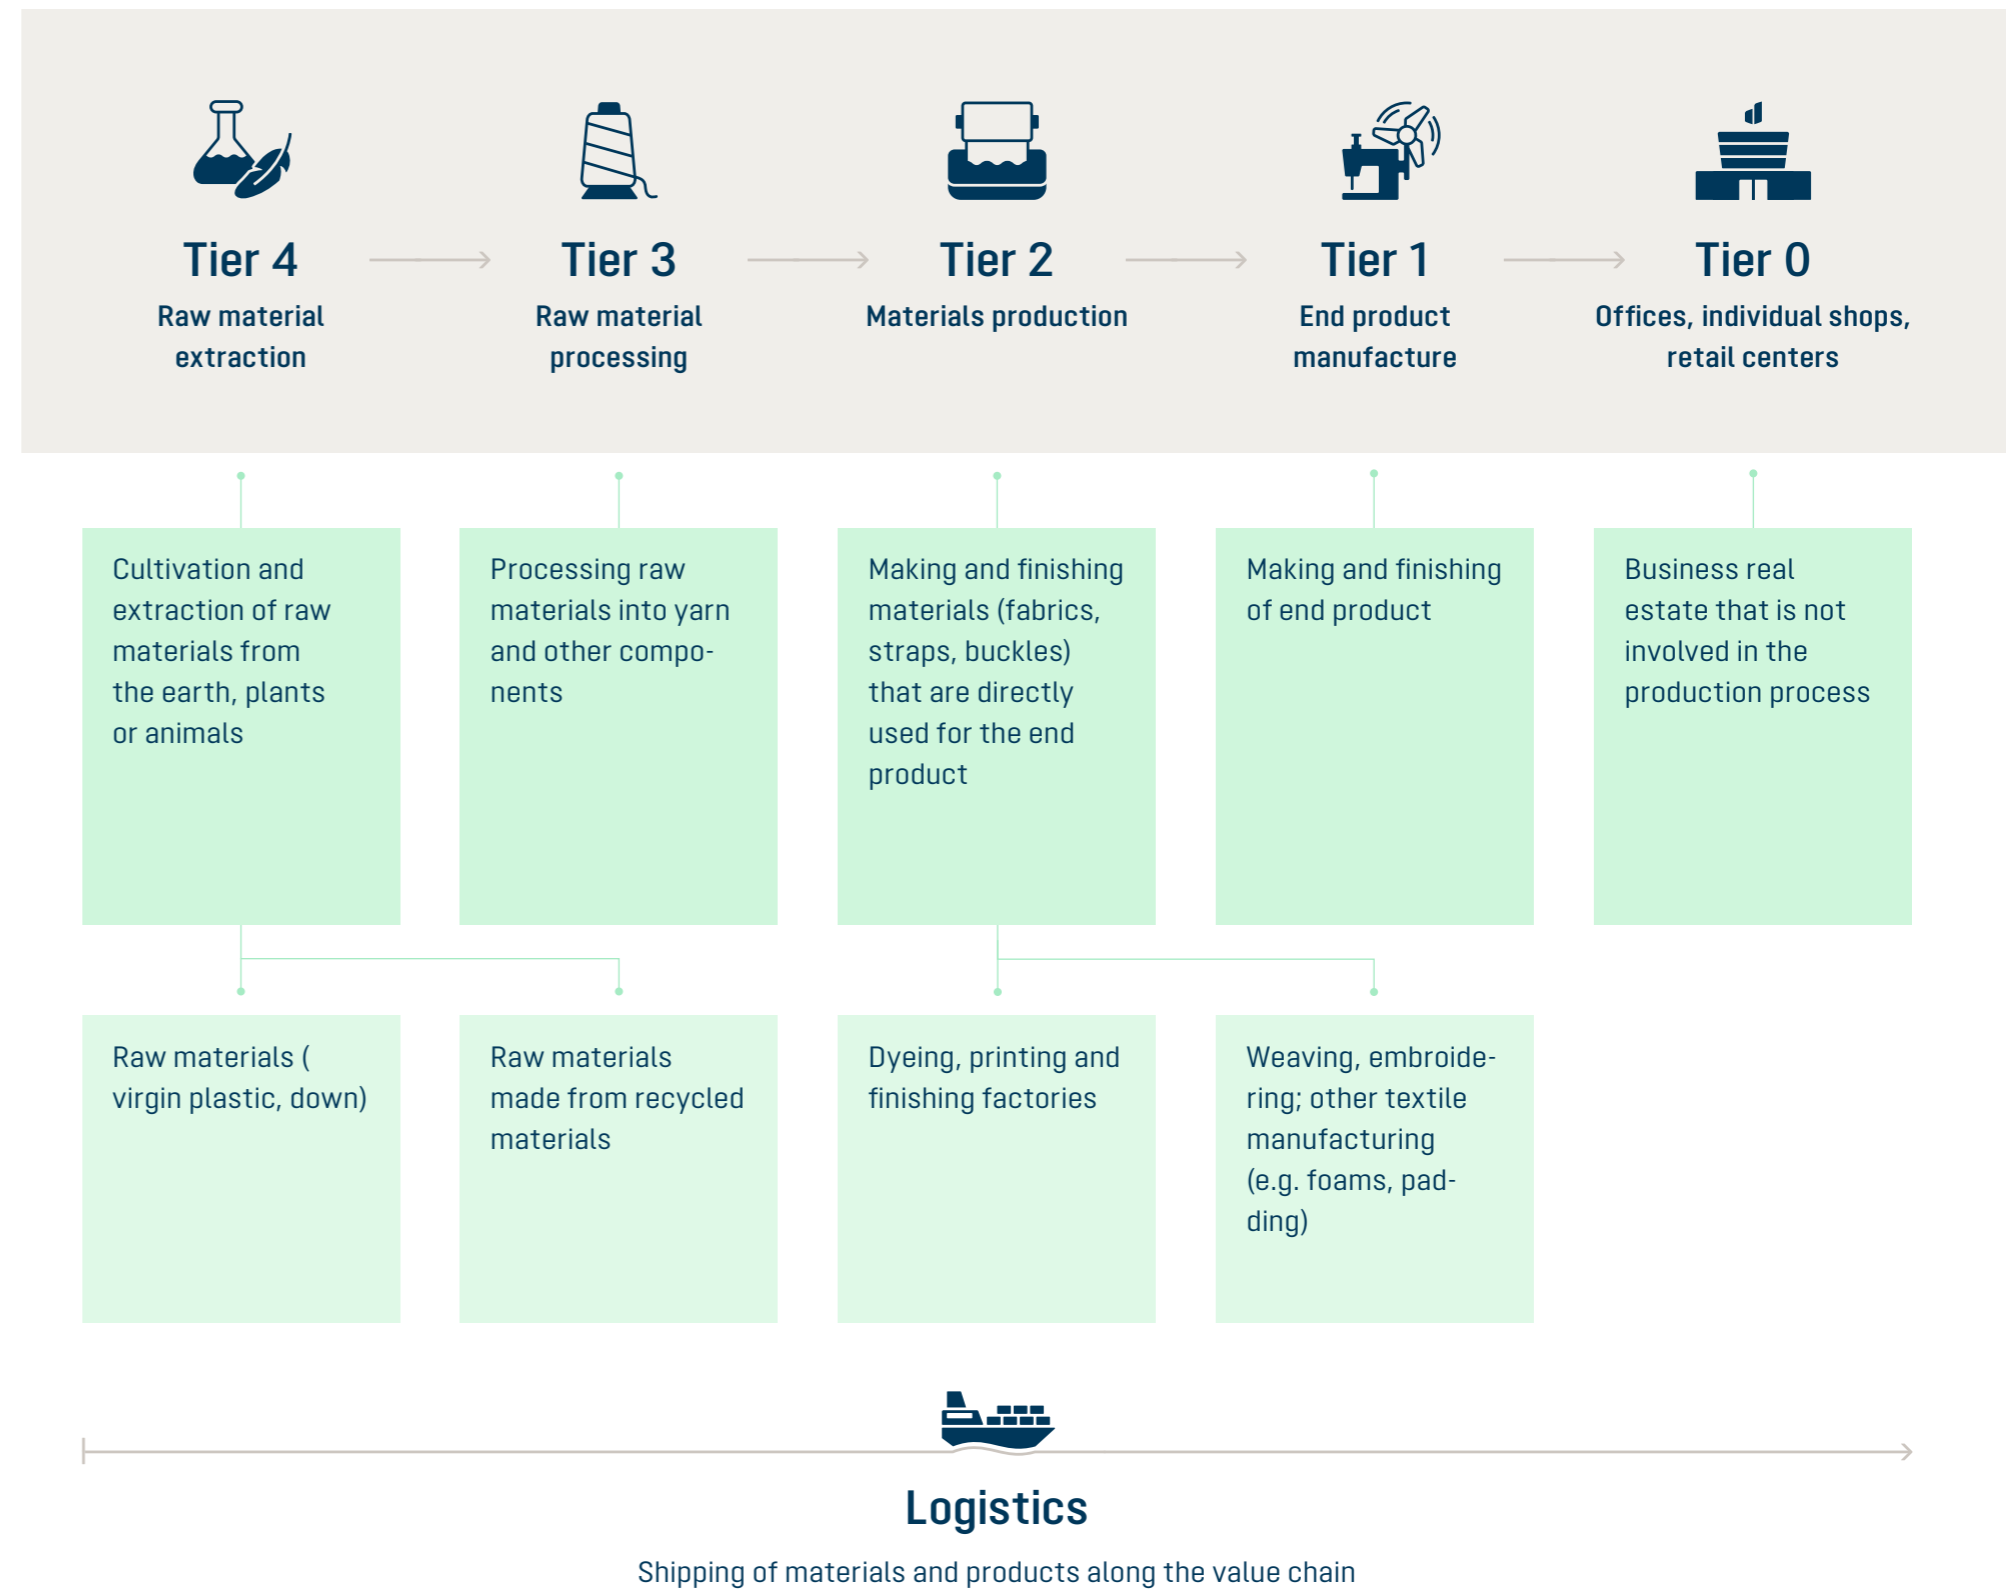 Tier 4
Raw material
extraction
Tier 3
Raw material
processing
Tier 2
Materials production
Tier 1
End product
manufacture
Tier 0
Offices, individual shops,
retail centers
Cultivation and
extraction of raw
materials from
the earth, plants
or animals
Processing raw
materials into yarn
and other compo-
nents
Making and finishing
materials (fabrics,
straps, buckles)
that are directly
used for the end
product
Making and finishing
of end product
Business real
estate that is not
involved in the
production process
Raw materials (
virgin plastic, down)
Raw materials
made from recycled
materials
Dyeing, printing and
finishing factories
Weaving, embroide-
ring; other textile
manufacturing
(e.g. foams, pad-
ding)
Logistics
Shipping of materials and products along the value chain